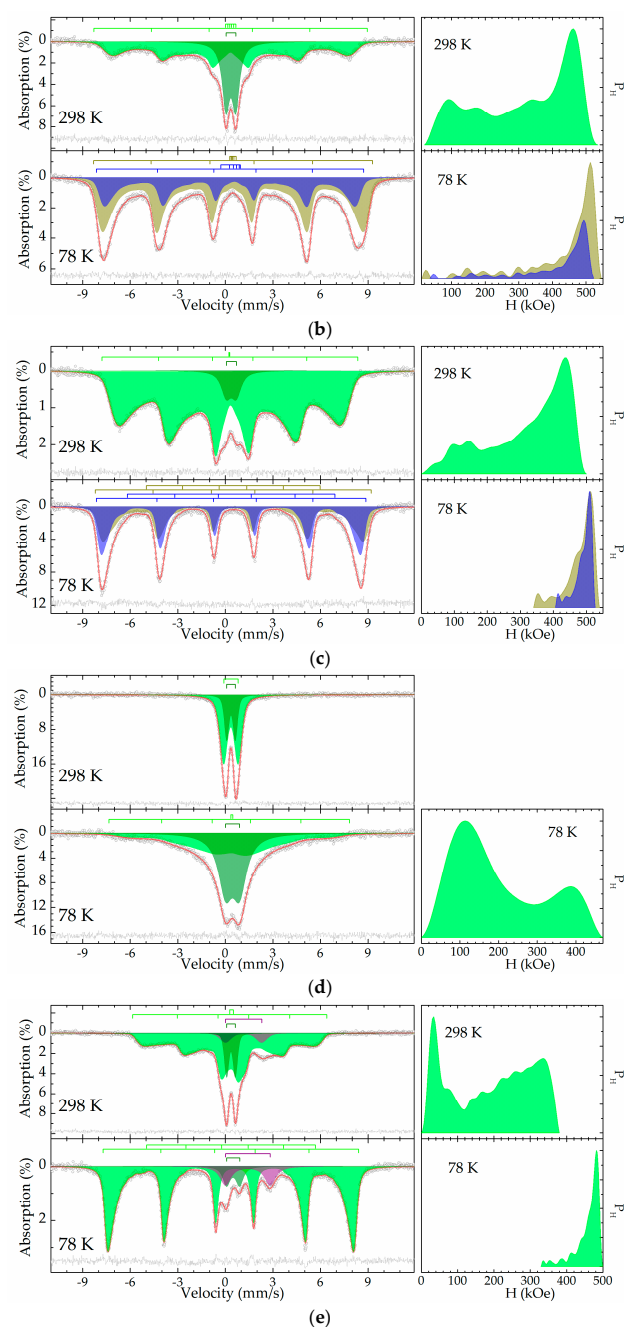 0
2
4
6
8
Absorption (%)
298 K
0
2
4
6
Absorption (%)
78 K
-9 -6 -3 0 3 6 9
Velocity (mm/s)
298 K
P_H
78 K
P_H
0 100 200 300 400 500
H (kOe)
(b)
0
1
2
Absorption (%)
298 K
0
4
8
12
Absorption (%)
78 K
-9 -6 -3 0 3 6 9
Velocity (mm/s)
298 K
P_H
78 K
P_H
0 100 200 300 400 500
H (kOe)
(c)
0
8
16
Absorption (%)
298 K
0
4
8
12
16
Absorption (%)
78 K
-9 -6 -3 0 3 6 9
Velocity (mm/s)
78 K
P_H
0 100 200 300 400
H (kOe)
(d)
0
2
4
6
8
Absorption (%)
298 K
0
2
Absorption (%)
78 K
-9 -6 -3 0 3 6 9
Velocity (mm/s)
298 K
P_H
78 K
P_H
0 100 200 300 400 500
H (kOe)
(e)